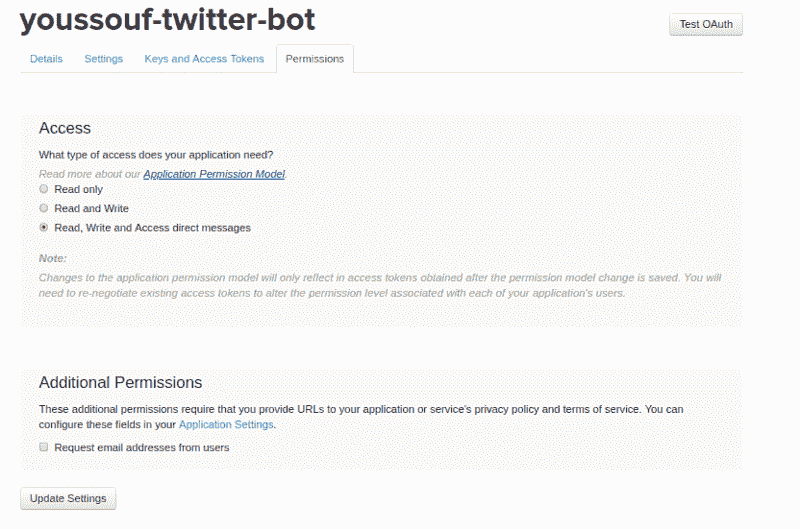 youssouf-twitter-bot
Test OAuth
Details Settings Keys and Access Tokens Permissions
Access
What type of access does your application need?
Read more about our Application Permission Model.
Read only
Read and Write
Read, Write and Access direct messages
Note:
Changes to the application permission model will only reflect in access tokens obtained after the permission model change is saved. You will
need to re-negotiate existing access tokens to alter the permission level associated with each of your application's users.
Additional Permissions
These additional permissions require that you provide URLs to your application or service's privacy policy and terms of service. You can
configure these fields in your Application Settings.
Request email addresses from users
Update Settings